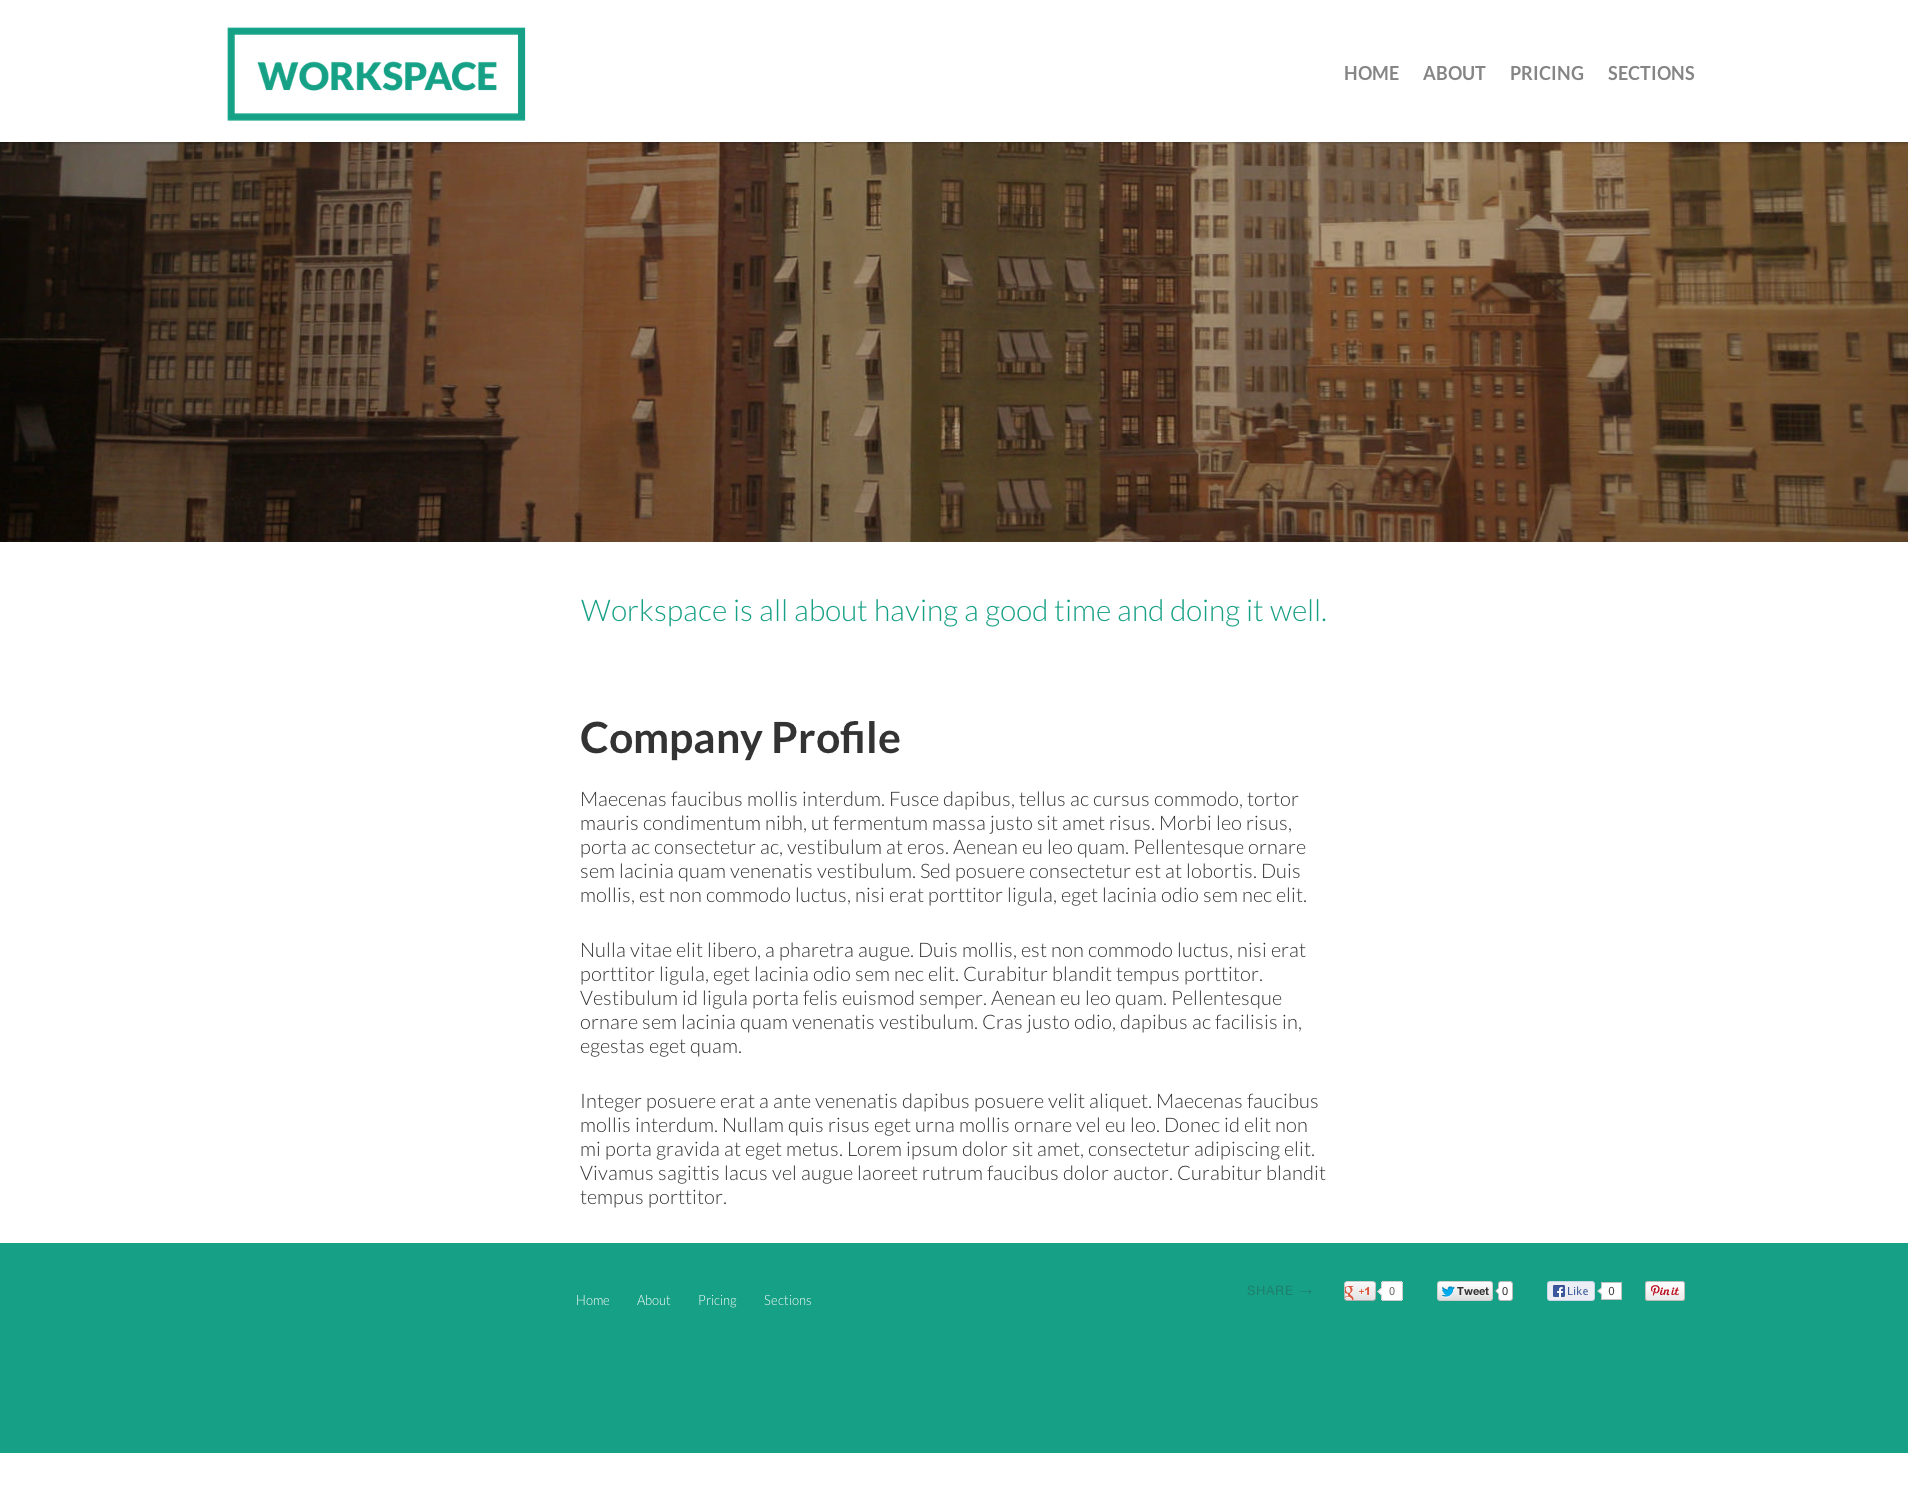 WORKSPACE
HOME ABOUT PRICING SECTIONS
Workspace is all about having a good time and doing it well.
Company Profile
Maecenas faucibus mollis interdum. Fusce dapibus, tellus ac cursus commodo, tortor
mauris condimentum nibh, ut fermentum massa justo sit amet risus. Morbi leo risus,
porta ac consectetur ac, vestibulum at eros. Aenean eu leo quam. Pellentesque ornare
sem lacinia quam venenatis vestibulum. Sed posuere consectetur est at lobortis. Duis
mollis, est non commodo luctus, nisi erat porttitor ligula, eget lacinia odio sem nec elit.
Nulla vitae elit libero, a pharetra augue. Duis mollis, est non commodo luctus, nisi erat
porttitor ligula, eget lacinia odio sem nec elit. Curabitur blandit tempus porttitor.
Vestibulum id ligula porta felis euismod semper. Aenean eu leo quam. Pellentesque
ornare sem lacinia quam venenatis vestibulum. Cras justo odio, dapibus ac facilisis in,
egestas eget quam.
Integer posuere erat a ante venenatis dapibus posuere velit aliquet. Maecenas faucibus
mollis interdum. Nullam quis risus eget urna mollis ornare vel eu leo. Donec id elit non
mi porta gravida at eget metus. Lorem ipsum dolor sit amet, consectetur adipiscing elit.
Vivamus sagittis lacus vel augue laoreet rutrum faucibus dolor auctor. Curabitur blandit
tempus porttitor.
Home About Pricing Sections
SHARE → g +1 0 Tweet 0 f Like 0 Pin it